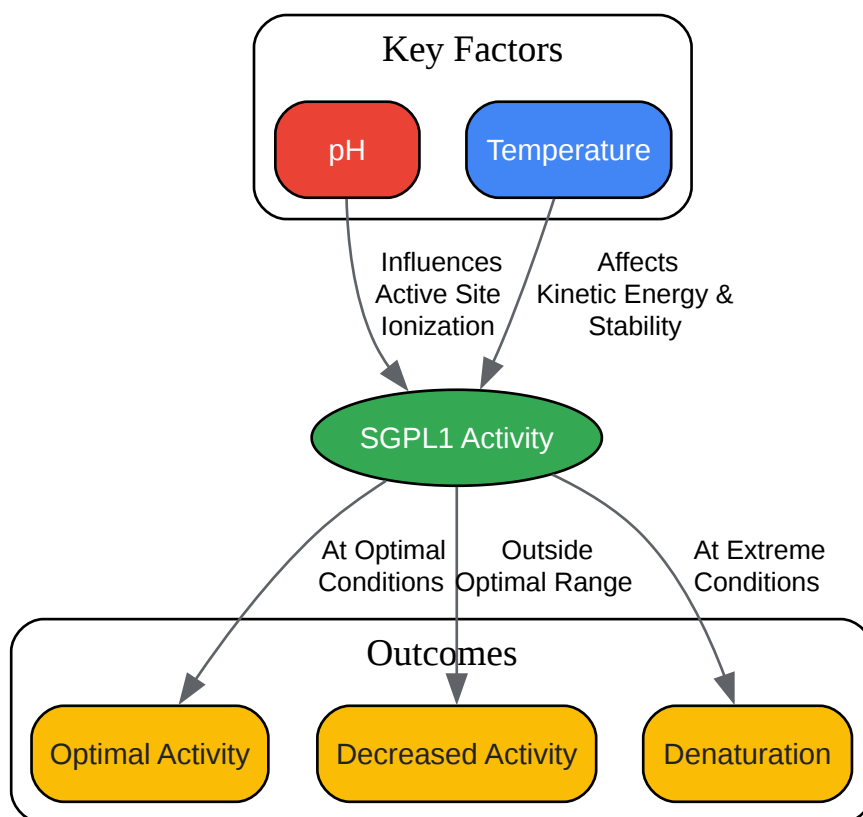 Key Factors
pH
Temperature
Influences
Active Site
Ionization
Affects
Kinetic Energy &
Stability
SGPL1 Activity
At Optimal
Conditions
Outside
Optimal Range
At Extreme
Conditions
Outcomes
Optimal Activity
Decreased Activity
Denaturation